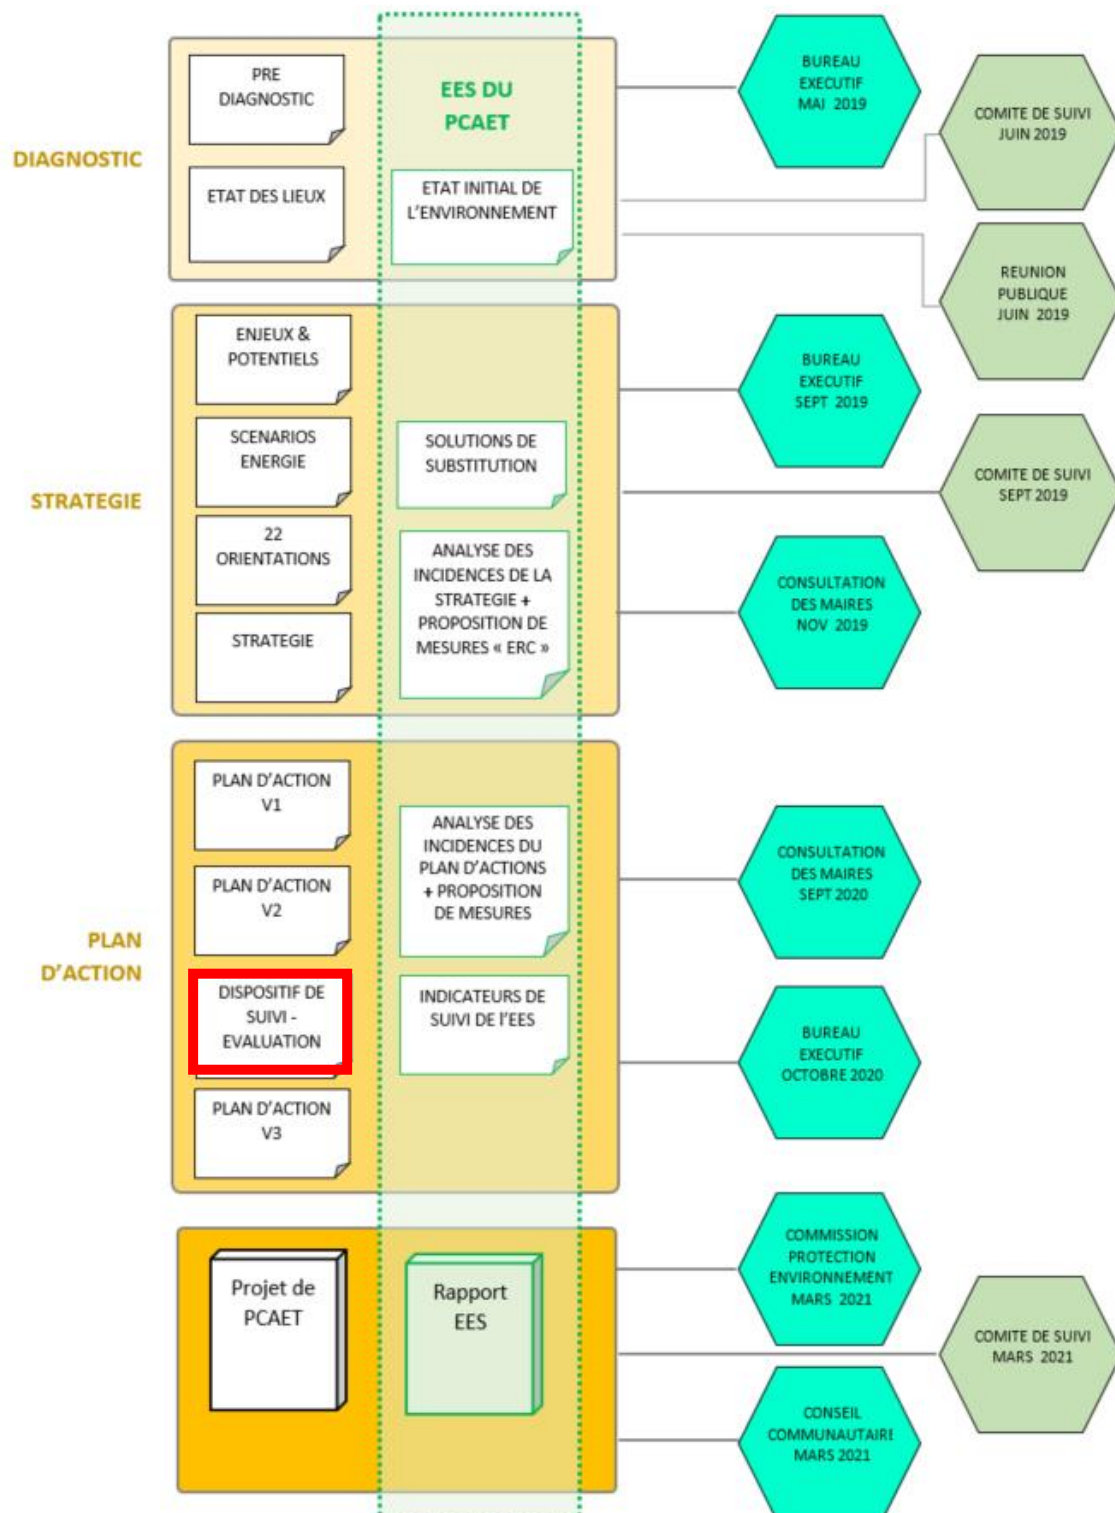 DIAGNOSTIC
PRE
DIAGNOSTIC
ETAT DES LIEUX
EES DU
PCAET
ETAT INITIAL DE
L'ENVIRONNEMENT
BUREAU
EXECUTIF
MAI 2019
COMITE DE SUIVI
JUIN 2019
REUNION
PUBLIQUE
JUIN 2019
STRATEGIE
ENJEUX &
POTENTIELS
SCENARIOS
ENERGIE
22
ORIENTATIONS
STRATEGIE
SOLUTIONS DE
SUBSTITUTION
ANALYSE DES
INCIDENCES DE LA
STRATEGIE +
PROPOSITION DE
MESURES « ERC »
BUREAU
EXECUTIF
SEPT 2019
COMITE DE SUIVI
SEPT 2019
CONSULTATION
DES MAIRES
NOV 2019
PLAN
D'ACTION
PLAN D'ACTION
V1
PLAN D'ACTION
V2
DISPOSITIF DE
SUIVI -
EVALUATION
PLAN D'ACTION
V3
ANALYSE DES
INCIDENCES DU
PLAN D'ACTIONS
+ PROPOSITION
DE MESURES
INDICATEURS DE
SUIVI DE l'EES
CONSULTATION
DES MAIRES
SEPT 2020
BUREAU
EXECUTIF
OCTOBRE 2020
Projet de
PCAET
Rapport
EES
COMMISSION
PROTECTION
ENVIRONNEMENT
MARS 2021
COMITE DE SUIVI
MARS 2021
CONSEIL
COMMUNAUTAIRE
MARS 2021